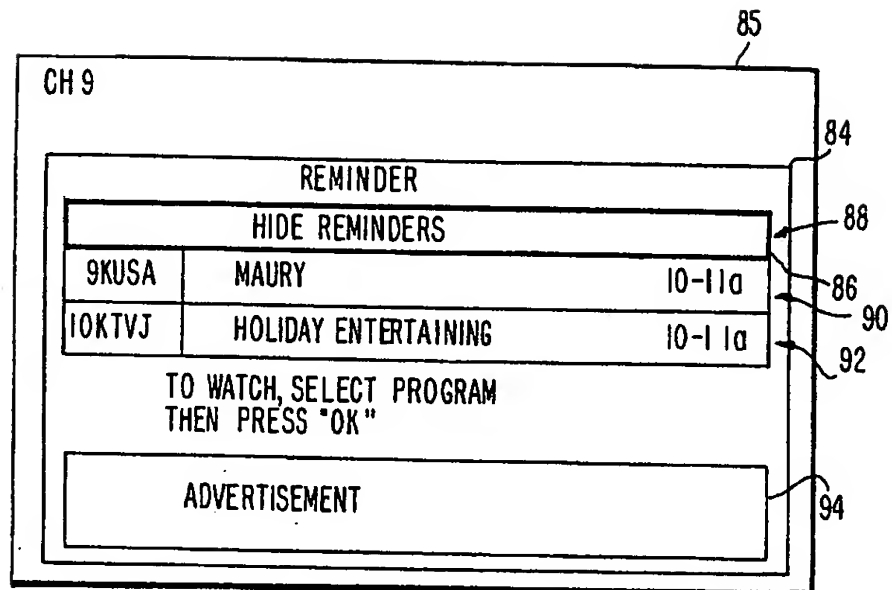 85
CH 9
84
REMINDER
HIDE REMINDERS
88
9KUSA MAURY 10-11a
86
90
10KTVJ HOLIDAY ENTERTAINING 10-11a
92
TO WATCH, SELECT PROGRAM
THEN PRESS "OK"
ADVERTISEMENT
94